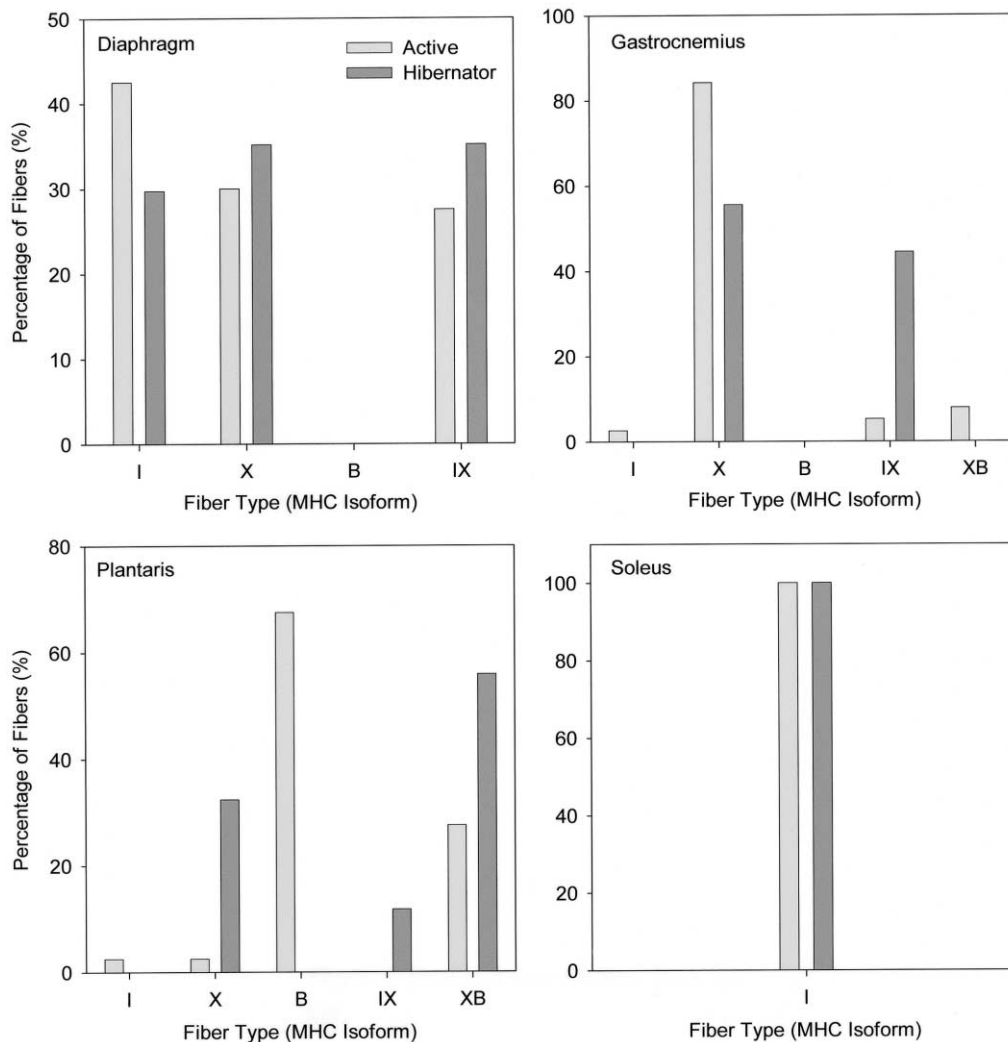 Diaphragm
Active
Hibernator
Percentage of Fibers (%)
50
40
30
20
10
0
I X B IX
Fiber Type (MHC Isoform)
Gastrocnemius
100
80
60
40
20
0
I X B IX XB
Fiber Type (MHC Isoform)
Plantaris
Percentage of Fibers (%)
80
60
40
20
0
I X B IX XB
Fiber Type (MHC Isoform)
Soleus
100
80
60
40
20
0
I
Fiber Type (MHC Isoform)